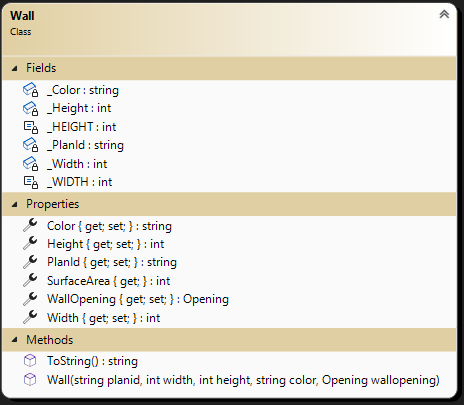 Wall
Class
Fields
_Color : string
_Height : int
_HEIGHT : int
_PlanId : string
_Width : int
_WIDTH : int
Properties
Color { get; set; } : string
Height { get; set; } : int
PlanId { get; set; } : string
SurfaceArea { get; } : int
WallOpening { get; set; } : Opening
Width { get; set; } : int
Methods
ToString() : string
Wall(string planid, int width, int height, string color, Opening wallopening)